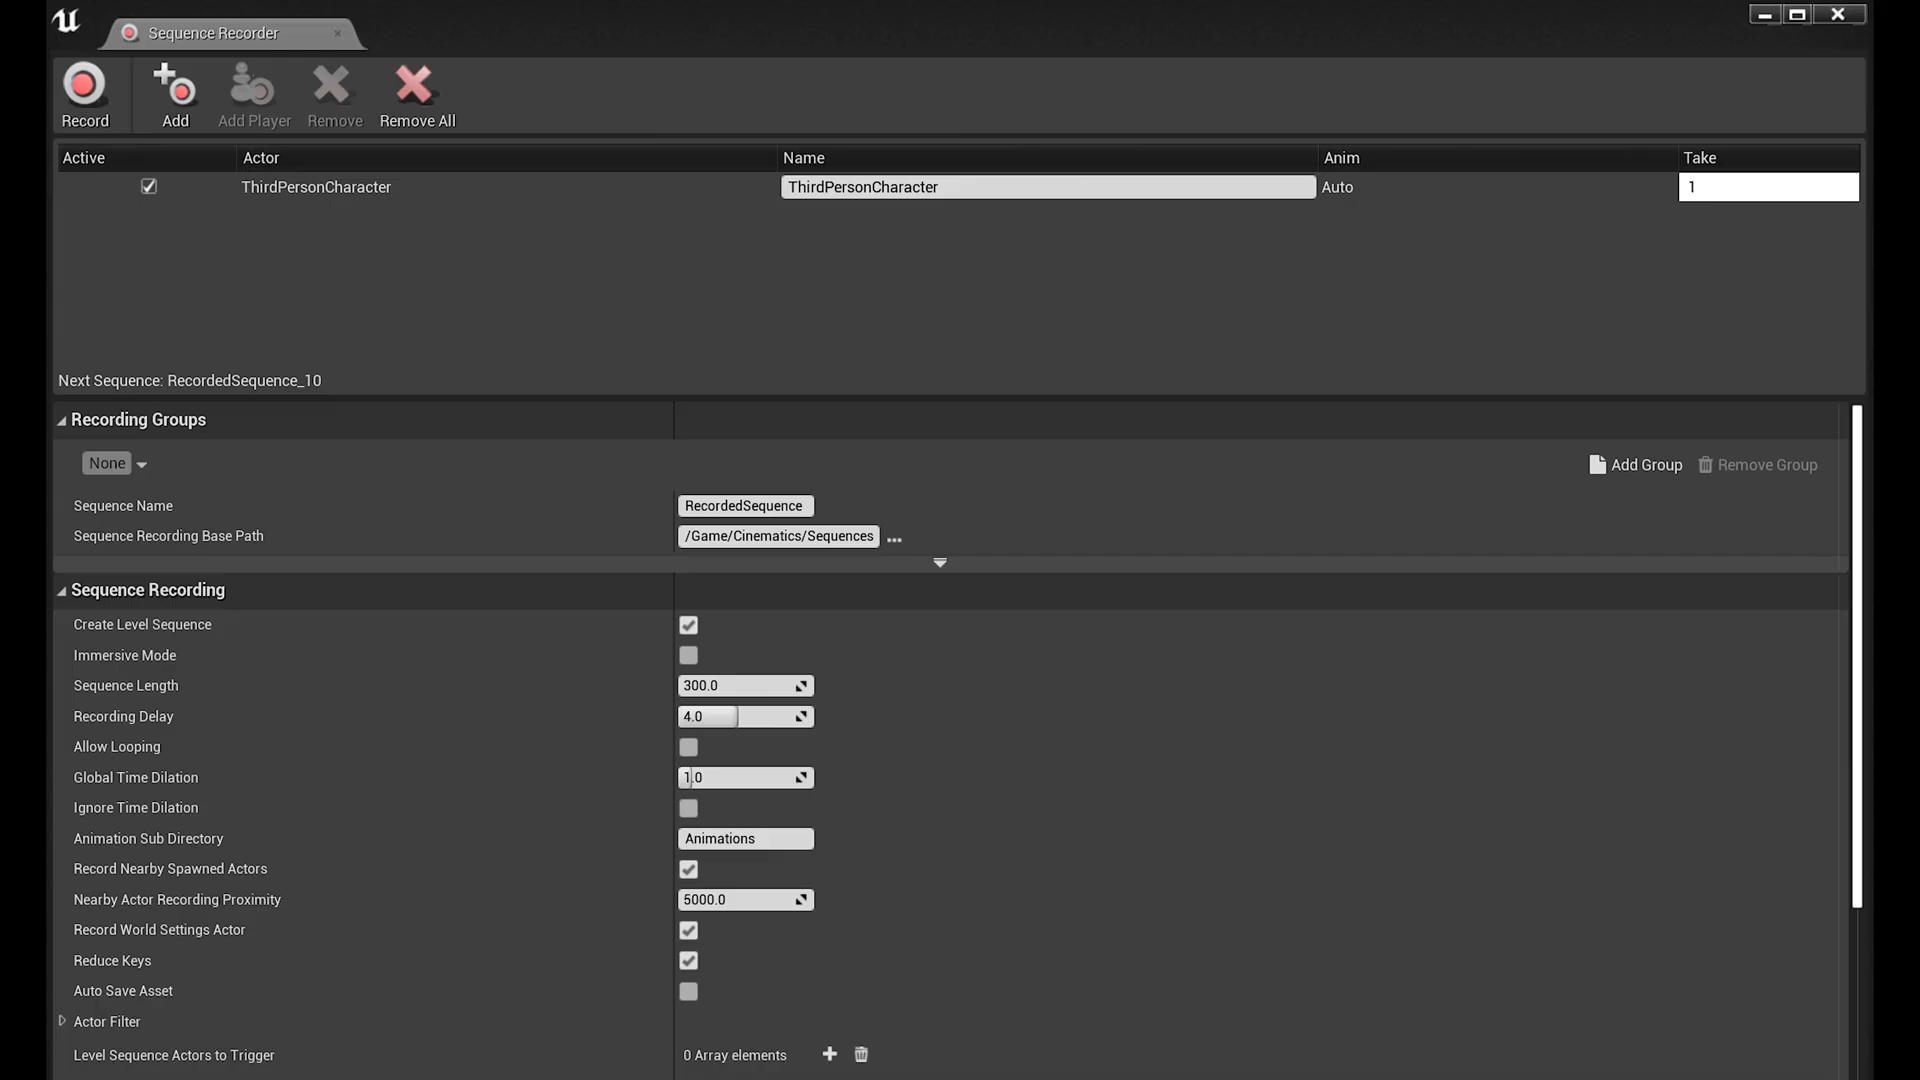 Sequence Recorder
Record Add Add Player Remove Remove All
Active Actor Name Anim Take
ThirdPersonCharacter ThirdPersonCharacter Auto 1
Next Sequence: RecordedSequence_10
Recording Groups
None Add Group Remove Group
Sequence Name RecordedSequence
Sequence Recording Base Path /Game/Cinematics/Sequences ...
Sequence Recording
Create Level Sequence
Immersive Mode
Sequence Length 300.0
Recording Delay 4.0
Allow Looping
Global Time Dilation 1.0
Ignore Time Dilation
Animation Sub Directory Animations
Record Nearby Spawned Actors
Nearby Actor Recording Proximity 5000.0
Record World Settings Actor
Reduce Keys
Auto Save Asset
Actor Filter
Level Sequence Actors to Trigger 0 Array elements